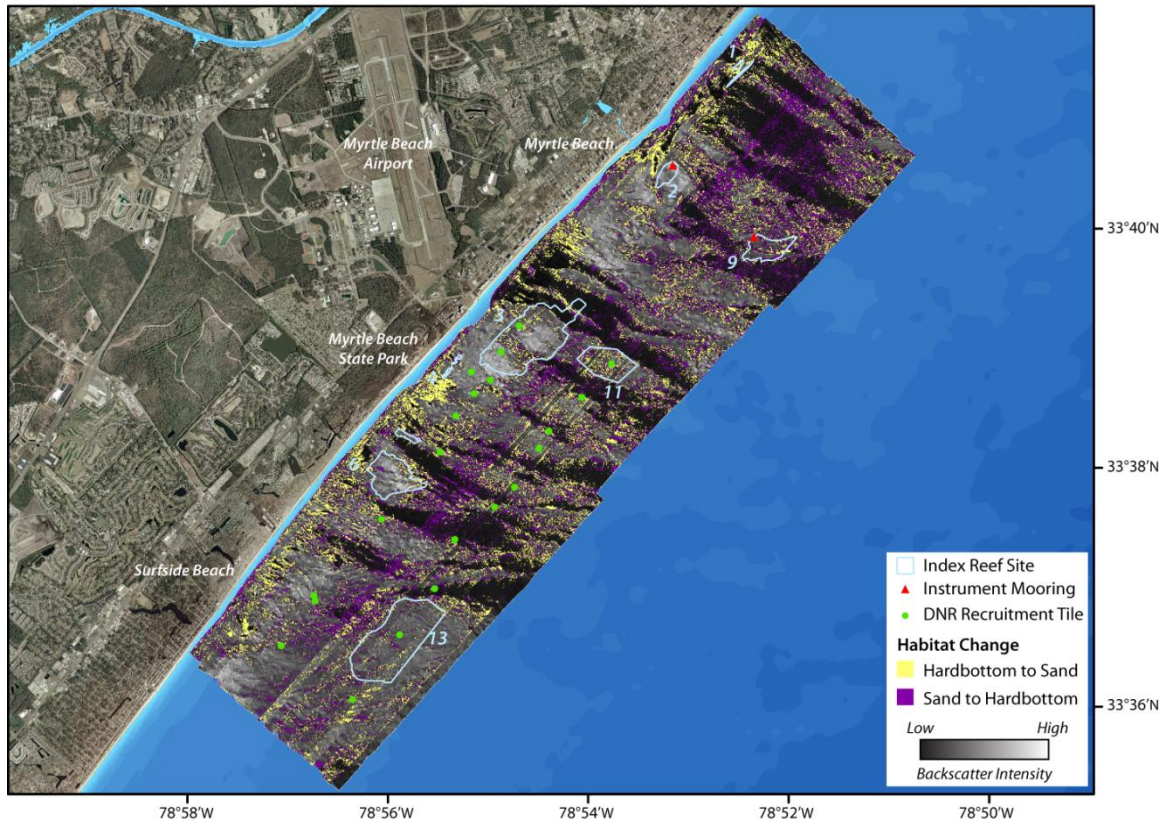 1
Myrtle Beach
Airport
Myrtle Beach
2
33°40'N
9
3
Myrtle Beach
State Park
11
6
33°38'N
Surfside Beach
Index Reef Site
Instrument Mooring
DNR Recruitment Tile
Habitat Change
Hardbottom to Sand
Sand to Hardbottom
Low High
Backscatter Intensity
13
33°36'N
78°58'W 78°56'W 78°54'W 78°52'W 78°50'W